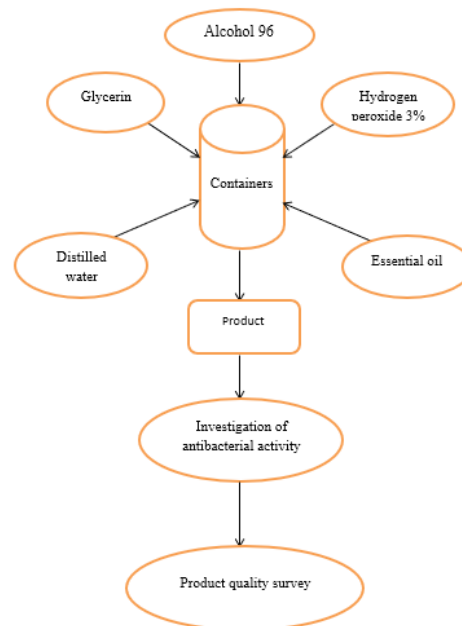 Alcohol 96
Glycerin
Hydrogen
peroxide 3%
Containers
Distilled
water
Essential oil
Product
Investigation of
antibacterial activity
Product quality survey